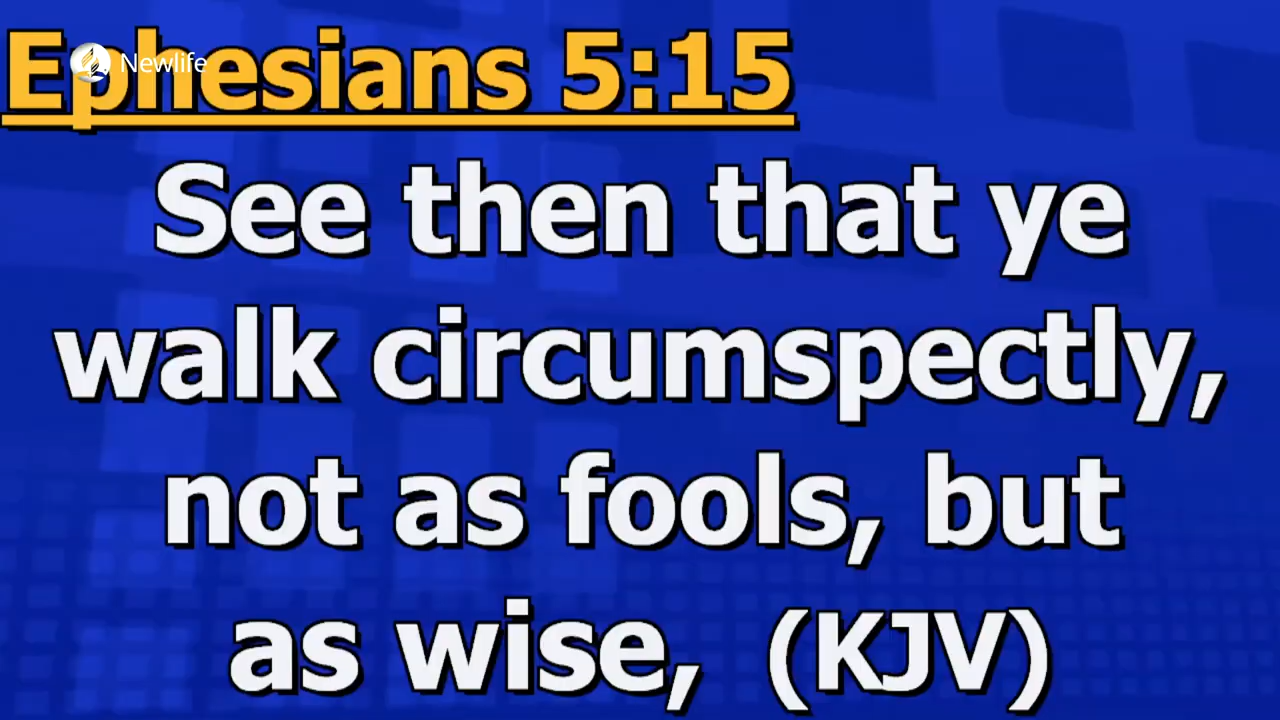 Ephesians 5:15
Newlife
See then that ye
walk circumspectly,
not as fools, but
as wise, (KJV)